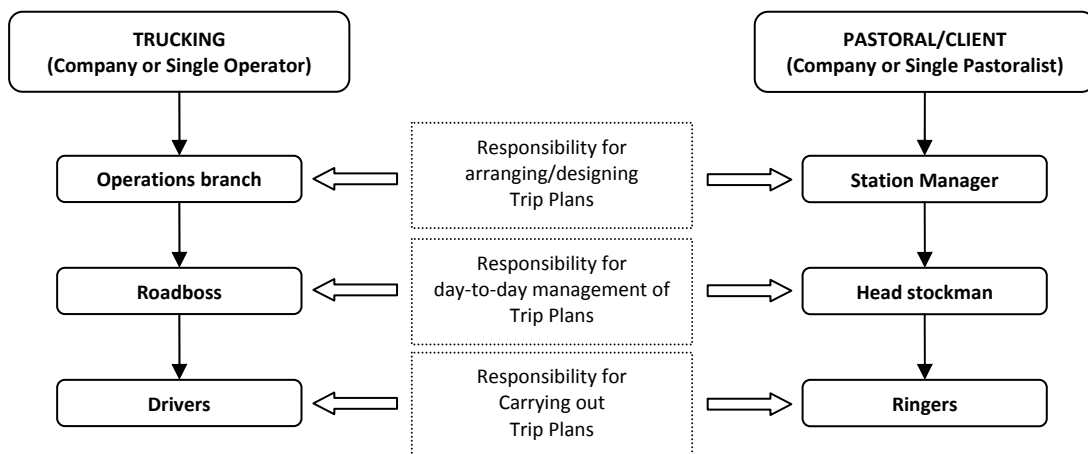 TRUCKING
(Company or Single Operator)
PASTORAL/CLIENT
(Company or Single Pastoralist)
Operations branch
Responsibility for
arranging/designing
Trip Plans
Station Manager
Roadboss
Responsibility for
day-to-day management of
Trip Plans
Head stockman
Drivers
Responsibility for
Carrying out
Trip Plans
Ringers